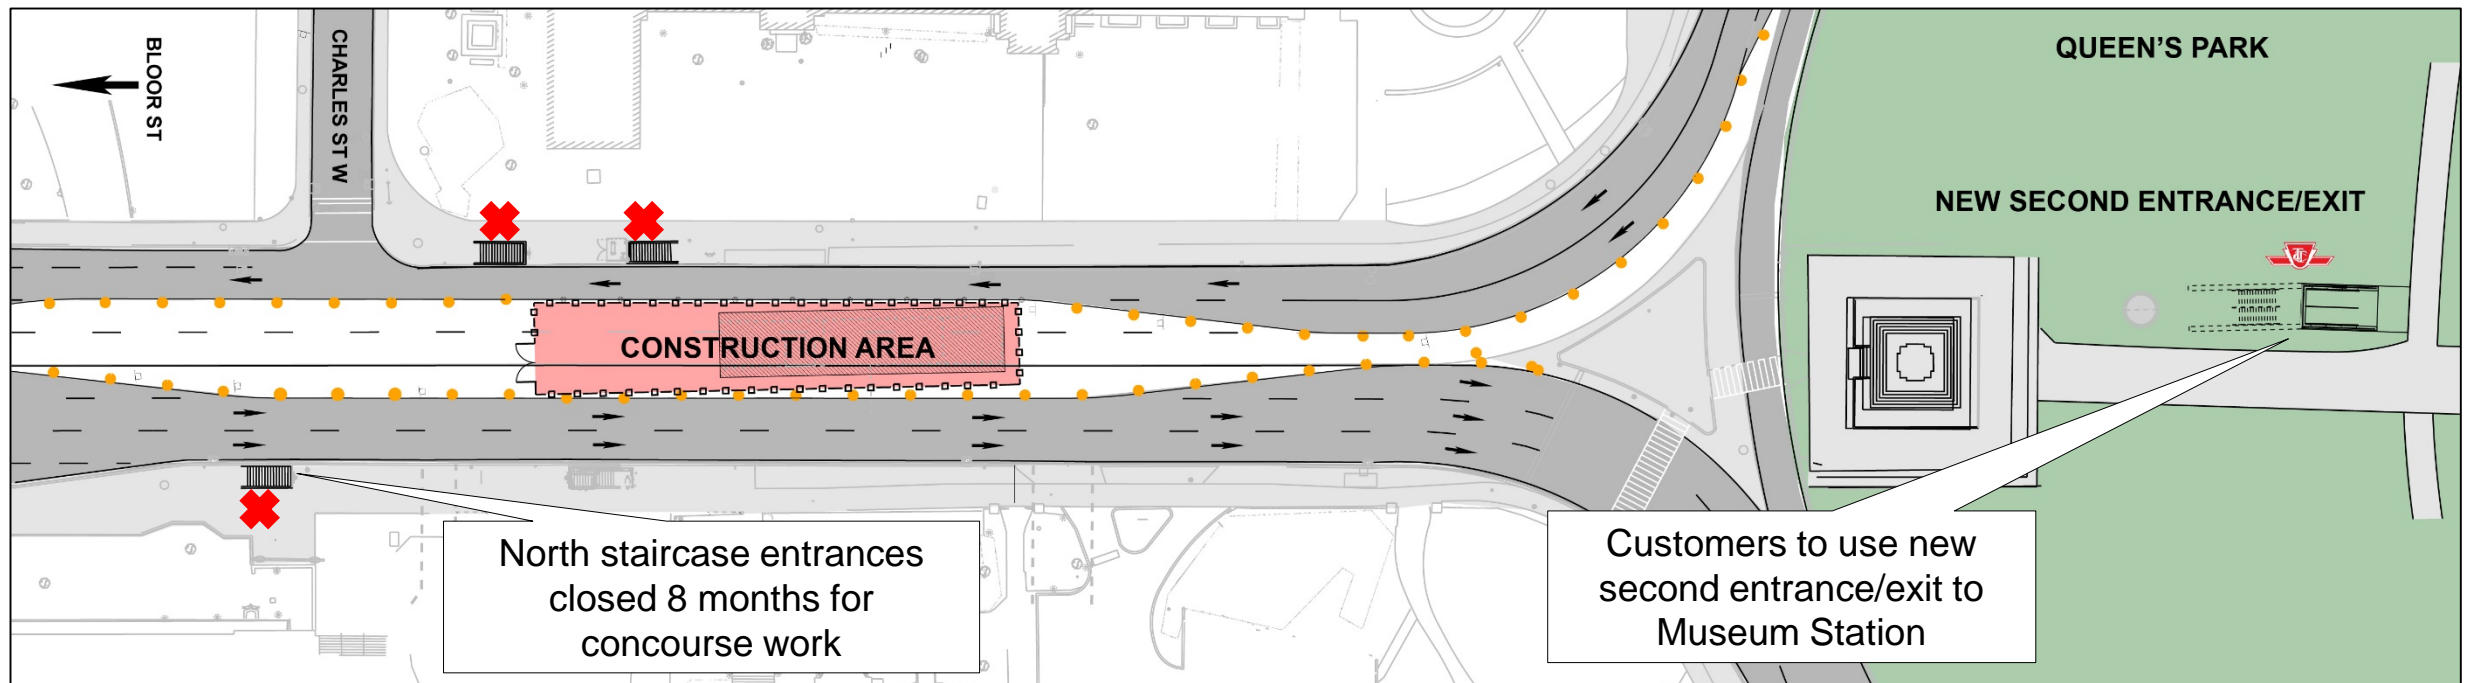 BLOOR ST
CHARLES ST W
QUEEN'S PARK
NEW SECOND ENTRANCE/EXIT
TTC
CONSTRUCTION AREA
North staircase entrances
closed 8 months for
concourse work
Customers to use new
second entrance/exit to
Museum Station